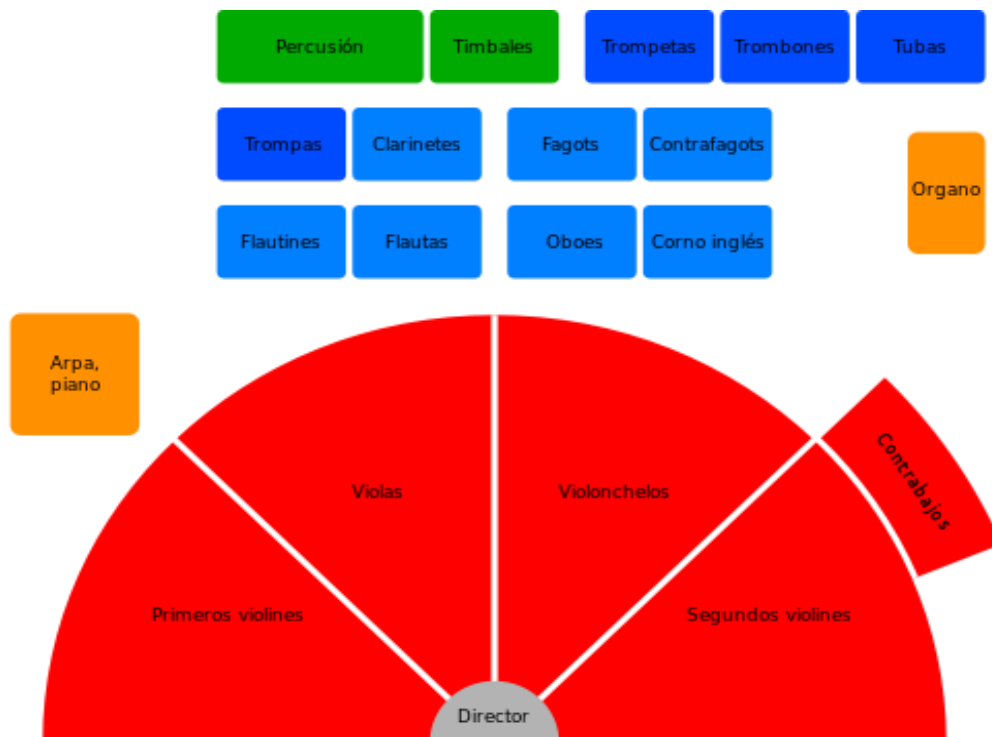 Percusión
Timbales
Trompetas
Trombones
Tubas
Trompas
Clarinetes
Fagots
Contrafagots
Organo
Flautines
Flautas
Oboes
Corno inglés
Arpa,
piano
Contrabajos
Violas
Violonchelos
Primeros violines
Segundos violines
Director